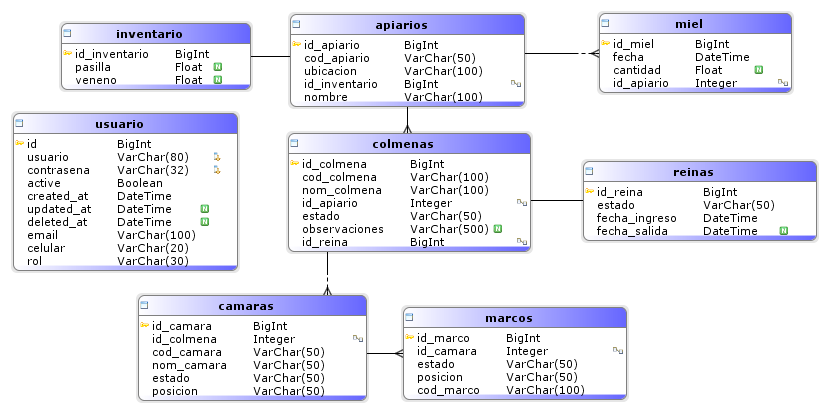 inventario
id_inventario BigInt
pasilla Float N
veneno Float N
apiarios
id_apiario BigInt
cod_apiario VarChar(50)
ubicacion VarChar(100)
id_inventario BigInt
nombre VarChar(100)
miel
id_miel BigInt
fecha DateTime
cantidad Float N
id_apiario Integer
usuario
id BigInt
usuario VarChar(80)
contrasena VarChar(32)
active Boolean
created_at DateTime
updated_at DateTime N
deleted_at DateTime N
email VarChar(100)
celular VarChar(20)
rol VarChar(30)
colmenas
id_colmena BigInt
cod_colmena VarChar(100)
nom_colmena VarChar(100)
id_apiario Integer
estado VarChar(50)
observaciones VarChar(500) N
id_reina BigInt
reinas
id_reina BigInt
estado VarChar(50)
fecha_ingreso DateTime
fecha_salida DateTime N
camaras
id_camara BigInt
id_colmena Integer
cod_camara VarChar(50)
nom_camara VarChar(50)
estado VarChar(50)
posicion VarChar(50)
marcos
id_marco BigInt
id_camara Integer
estado VarChar(50)
posicion VarChar(50)
cod_marco VarChar(100)